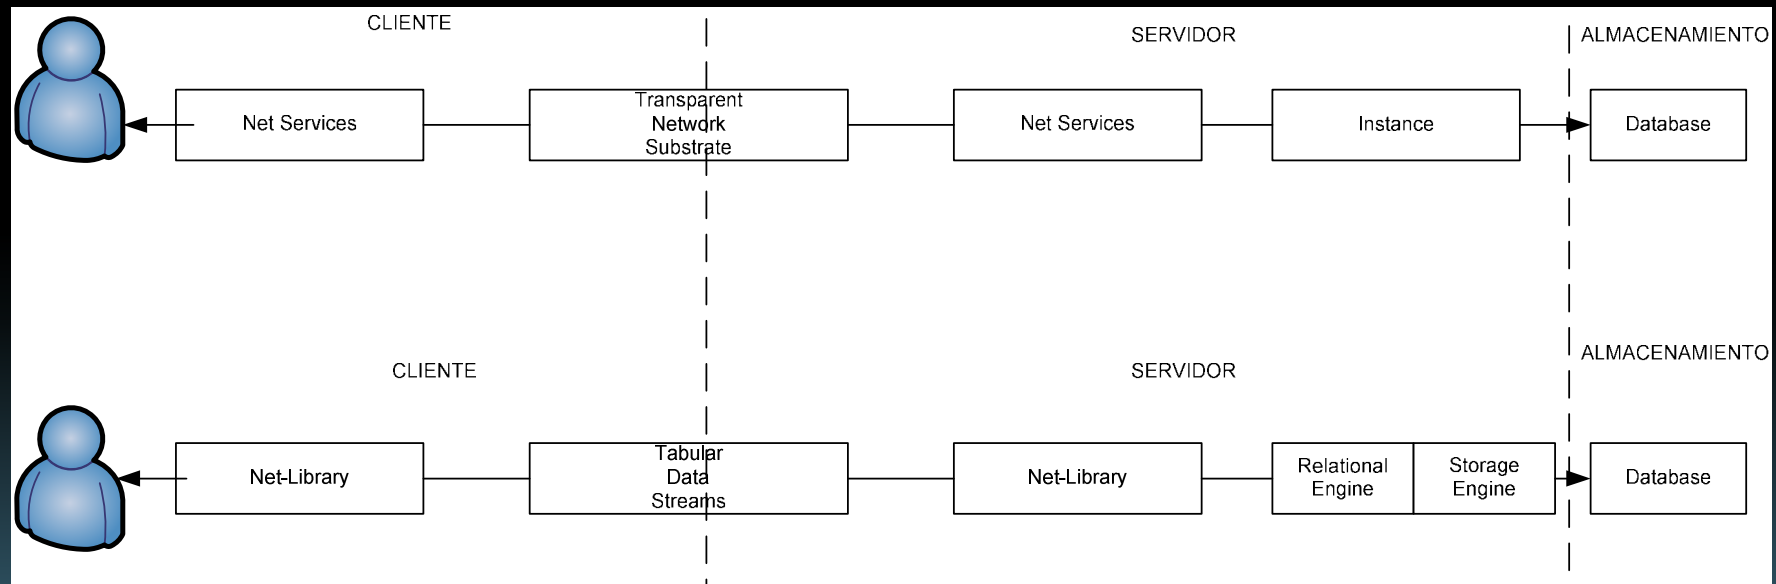 CLIENTE
SERVIDOR
ALMACENAMIENTO
Net Services
Transparent
Network
Substrate
Net Services
Instance
Database
CLIENTE
SERVIDOR
ALMACENAMIENTO
Net-Library
Tabular
Data
Streams
Net-Library
Relational
Engine
Storage
Engine
Database